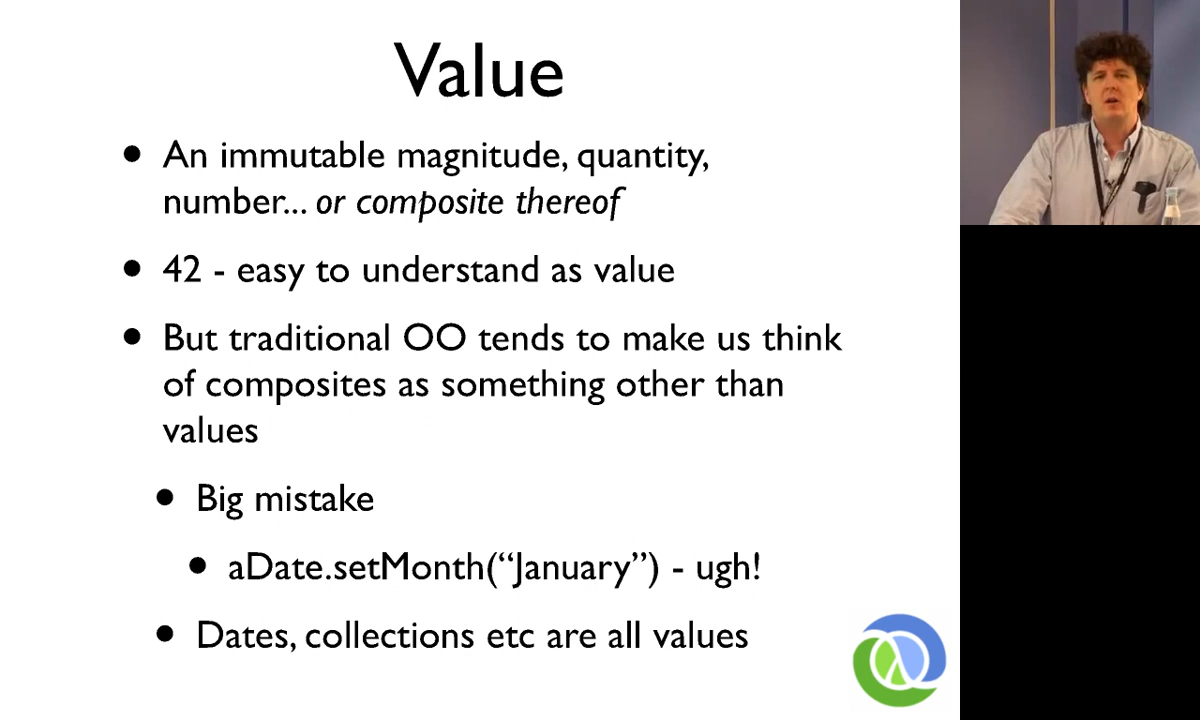 Value
• An immutable magnitude, quantity,
number... or composite thereof
• 42 - easy to understand as value
• But traditional OO tends to make us think
of composites as something other than
values
• Big mistake
• aDate.setMonth(“January”) - ugh!
• Dates, collections etc are all values